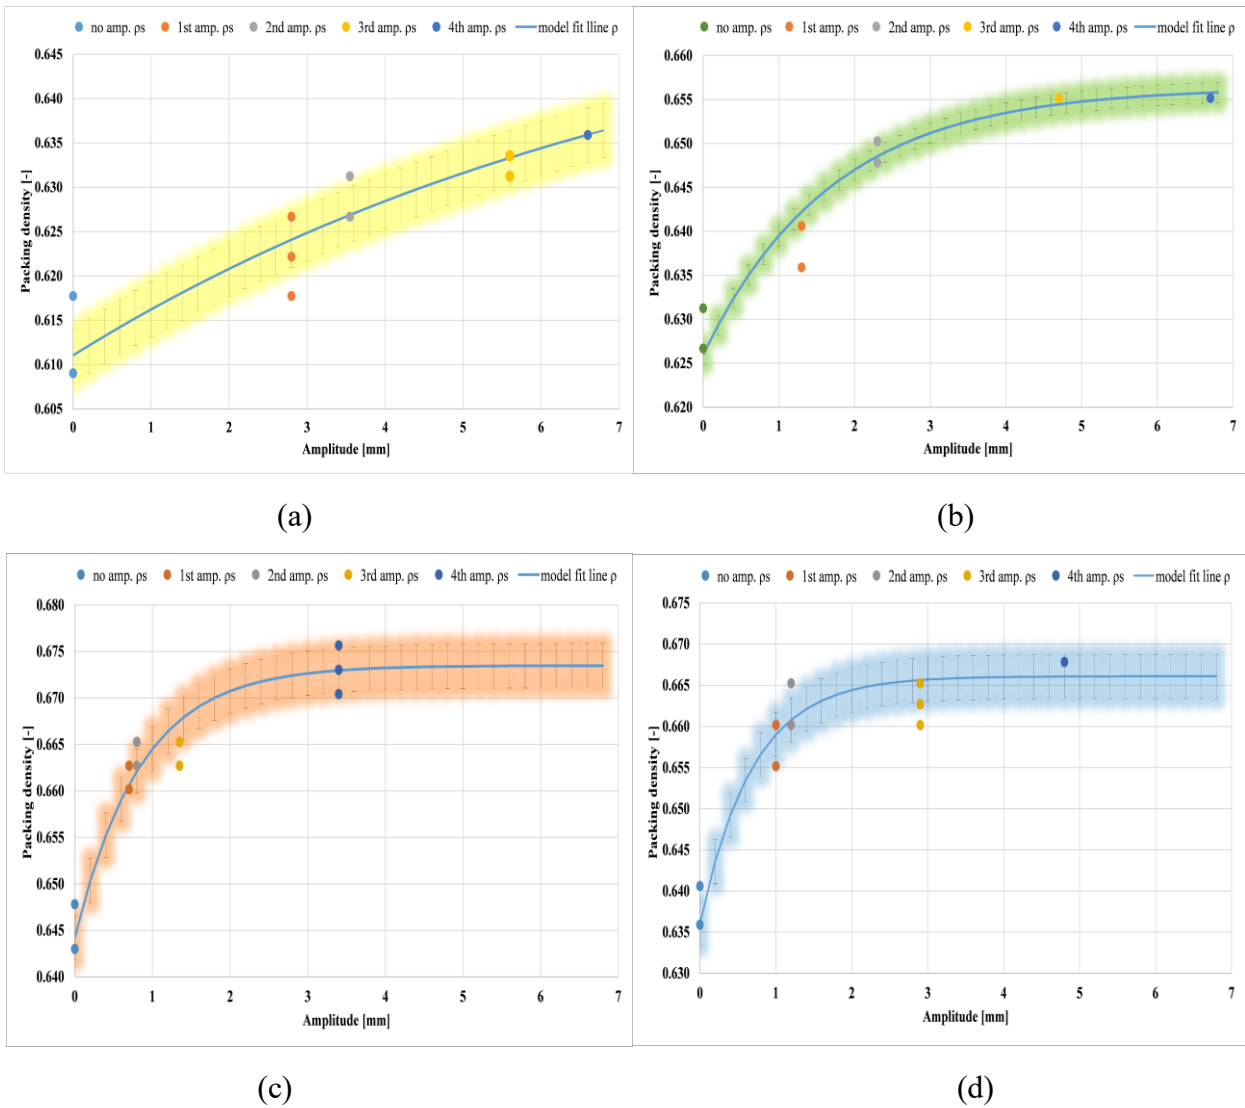 no amp. ρs 1st amp. ρs 2nd amp. ρs 3rd amp. ρs 4th amp. ρs model fit lline ρ
0.645
0.640
0.635
0.630
0.625
0.620
0.615
0.610
0.605
Packing density [-]
0 1 2 3 4 5 6 7
Amplitude [mm]
(a)
no amp. ρs 1st amp. ρs 2nd amp. ρs 3rd amp. ρs 4th amp. ρs model fit line ρ
0.660
0.655
0.650
0.645
0.640
0.635
0.630
0.625
0.620
Packing density [-]
0 1 2 3 4 5 6 7
Amplitude [mm]
(b)
no amp. ρs 1st amp. ρs 2nd amp. ρs 3rd amp. ρs 4th amp. ρs model fit line ρ
0.680
0.675
0.670
0.665
0.660
0.655
0.650
0.645
0.640
Packing density [-]
0 1 2 3 4 5 6 7
Amplitude [mm]
(c)
no amp. ρs 1st amp. ρs 2nd amp. ρs 3rd amp. ρs 4th amp. ρs model fit line ρ
0.675
0.670
0.665
0.660
0.655
0.650
0.645
0.640
0.635
0.630
Packing density [-]
0 1 2 3 4 5 6 7
Amplitude [mm]
(d)